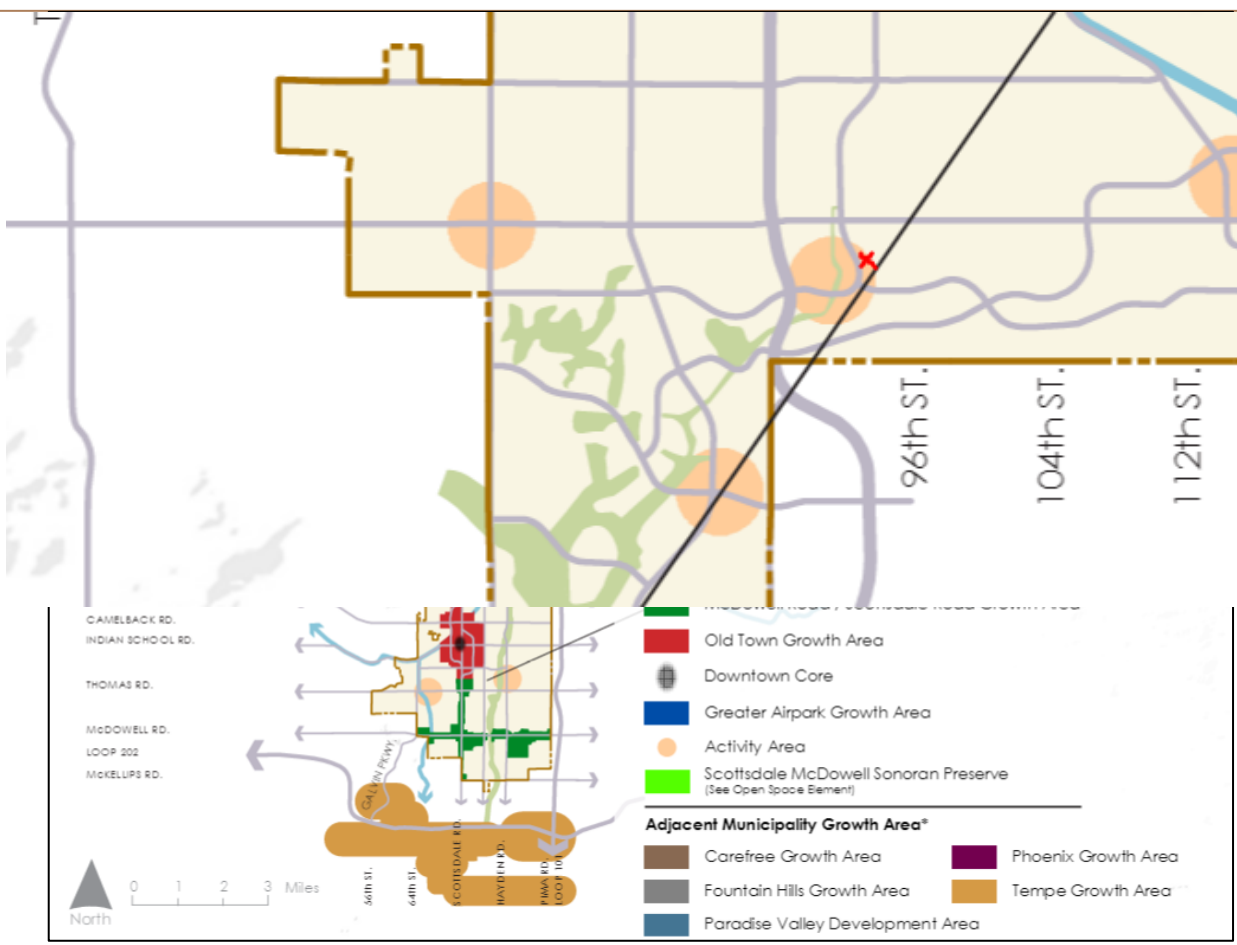 96th ST.
104th ST.
112th ST.
CAMELBACK RD.
INDIAN SCHOOL RD.
THOMAS RD.
McDOWELL RD.
LOOP 202
McKELLIPS RD.
GALVIN PKWY.
56th ST.
64th ST.
SCOTTSDALE RD.
HAYDEN RD.
PIMA RD.
LOOP 101
0 1 2 3 Miles
North
Old Town Growth Area
Downtown Core
Greater Airpark Growth Area
Activity Area
Scottsdale McDowell Sonoran Preserve
(See Open Space Element)
Adjacent Municipality Growth Area*
Carefree Growth Area
Phoenix Growth Area
Fountain Hills Growth Area
Tempe Growth Area
Paradise Valley Development Area